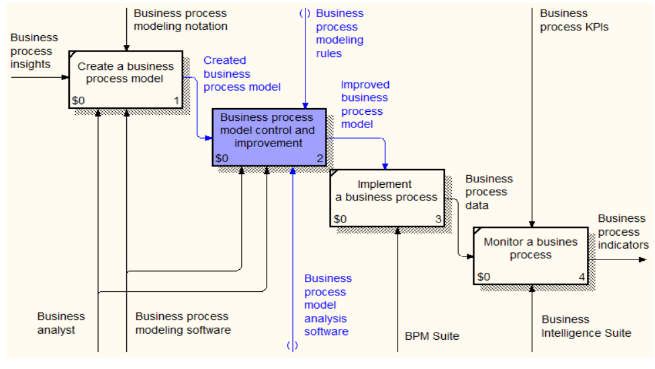 Business process
modeling notation
( ) Business
process
modeling
rules
Business
process KPIs
Business
process
insights
Create a business
process model
$0
1
Created
business
process model
Business process
model control and
improvement
$0
2
Improved
business
process
model
Implement
a business process
$0
3
Business
process
data
Monitor a busines
process
$0
4
Business
process
indicators
Business
analyst
Business process
modeling software
Business
process
model
analysis
software
( )
BPM Suite
Business
Intelligence Suite